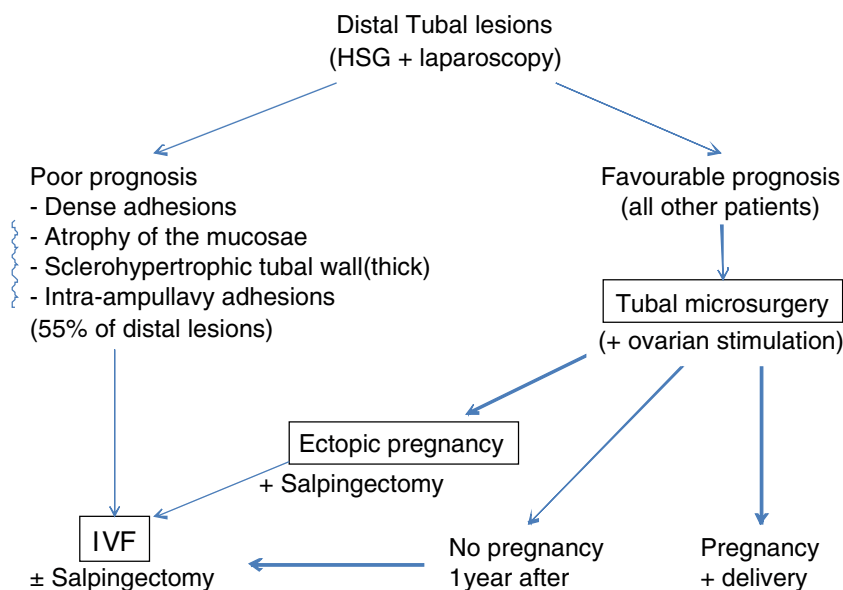 Distal Tubal lesions
(HSG + laparoscopy)
Poor prognosis
- Dense adhesions
- Atrophy of the mucosae
- Sclerohypertrophic tubal wall(thick)
- Intra-ampullavy adhesions
(55% of distal lesions)
Favourable prognosis
(all other patients)
Tubal microsurgery
(+ ovarian stimulation)
Ectopic pregnancy
+ Salpingectomy
IVF
± Salpingectomy
No pregnancy
1year after
Pregnancy
+ delivery